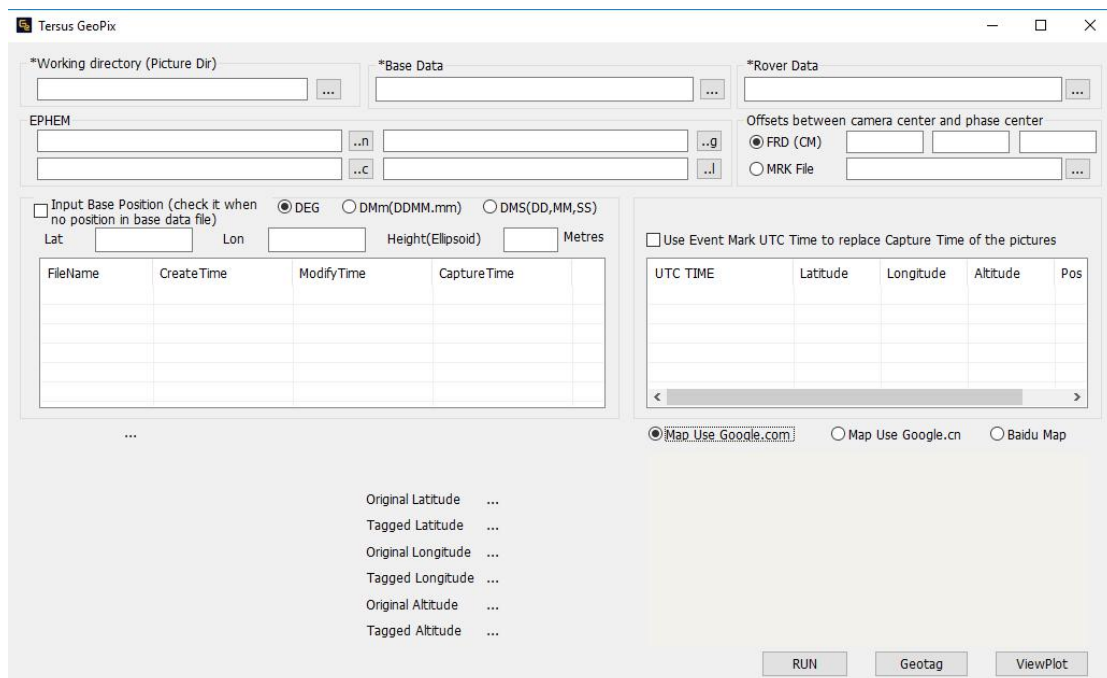 Tersus GeoPix
*Working directory (Picture Dir)
*Base Data
*Rover Data
...
...
...
EPHEM
..n
..g
..c
..l
Offsets between camera center and phase center
FRD (CM)
MRK File
...
Input Base Position (check it when
no position in base data file)
DEG
DMm(DDMM.mm)
DMS(DD,MM,SS)
Lat
Lon
Height(Ellipsoid)
Metres
FileName CreateTime ModifyTime CaptureTime
Use Event Mark UTC Time to replace Capture Time of the pictures
UTC TIME Latitude Longitude Altitude Pos
...
Map Use Google.com
Map Use Google.cn
Baidu Map
Original Latitude ...
Tagged Latitude ...
Original Longitude ...
Tagged Longitude ...
Original Altitude ...
Tagged Altitude ...
RUN
Geotag
ViewPlot